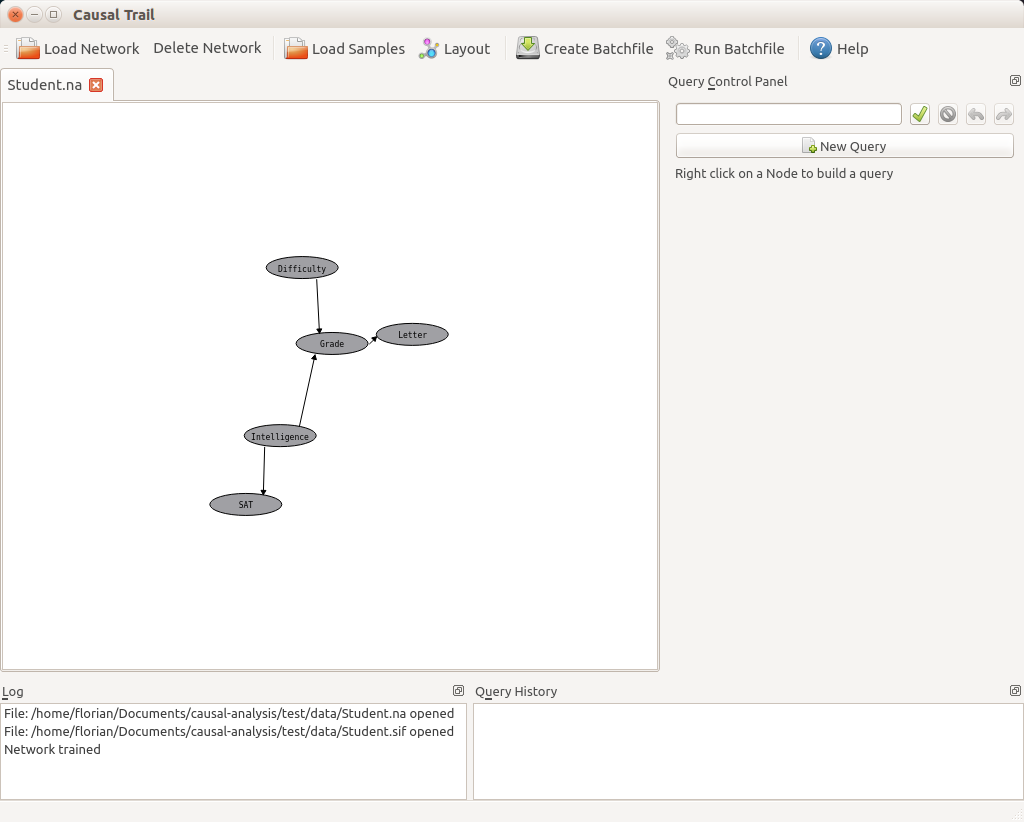 Causal Trail
Load Network Delete Network Load Samples Layout Create Batchfile Run Batchfile Help
Student.na
Query Control Panel
New Query
Right click on a Node to build a query
Difficulty
Letter
Grade
Intelligence
SAT
Log
File: /home/florian/Documents/causal-analysis/test/data/Student.na opened
File: /home/florian/Documents/causal-analysis/test/data/Student.sif opened
Network trained
Query History